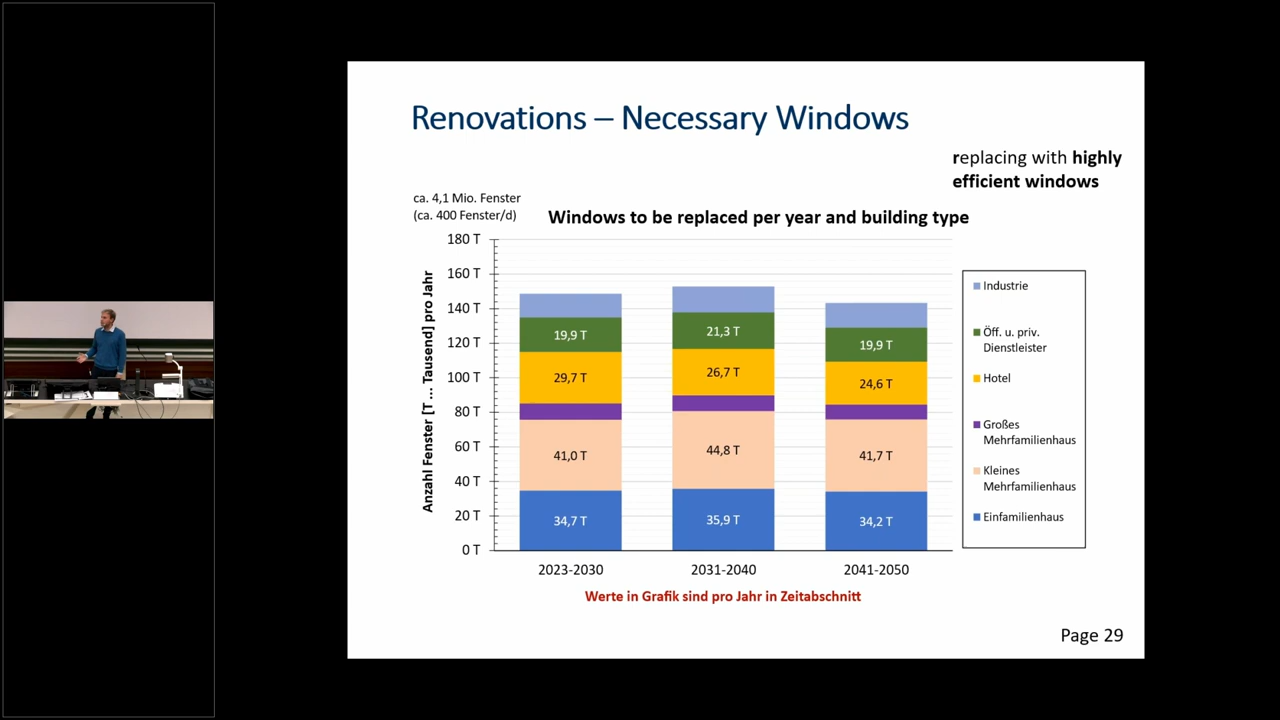 Renovations – Necessary Windows
replacing with highly
efficient windows
ca. 4,1 Mio. Fenster
(ca. 400 Fenster/d)
Windows to be replaced per year and building type
Anzahl Fenster [T ... Tausend] pro Jahr
180 T
160 T
140 T
120 T
100 T
80 T
60 T
40 T
20 T
0 T
19,9 T
29,7 T
41,0 T
34,7 T
21,3 T
26,7 T
44,8 T
35,9 T
19,9 T
24,6 T
41,7 T
34,2 T
2023-2030
2031-2040
2041-2050
Industrie
Öff. u. priv.
Dienstleister
Hotel
Großes
Mehrfamilienhaus
Kleines
Mehrfamilienhaus
Einfamilienhaus
Werte in Grafik sind pro Jahr in Zeitabschnitt
Page 29